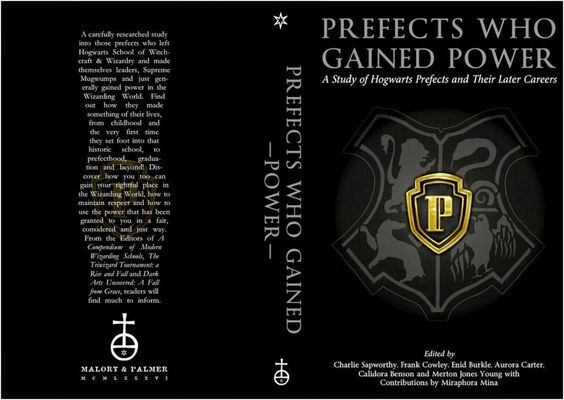 A carefully researched study
into those prefects who left
Hogwarts School of Witch-
craft & Wizardry and made
themselves leaders, Supreme
Mugwumps and just gen-
erally gained power in the
Wizarding World. Find
out how they made
something of their lives,
from childhood and
the very first time
they set foot into that
historic school, to
prefecthood, gradua-
tion and beyond! Dis-
cover how you too can
gain your rightful place in
the Wizarding World, how to
maintain respect and how to
use the power that has been
granted to you in a fair,
considered and just way.
From the Editors of A
Compendium of Modern
Wizarding Schools, The
Triwizard Tournament: a
Rise and Fall and Dark
Arts Uncovered: A Fall
from Grace, readers will
find much to inform.
MALORY & PALMER
MCMLXXXVI
PREFECTS WHO GAINED
—POWER—
PREFECTS WHO
GAINED POWER
A Study of Hogwarts Prefects and Their Later Careers
P
Edited by
Charlie Sapworthy, Frank Cowley, Enid Burkle, Aurora Carter,
Calidora Benson and Merton Jones Young with
Contributions by Miraphora Mina